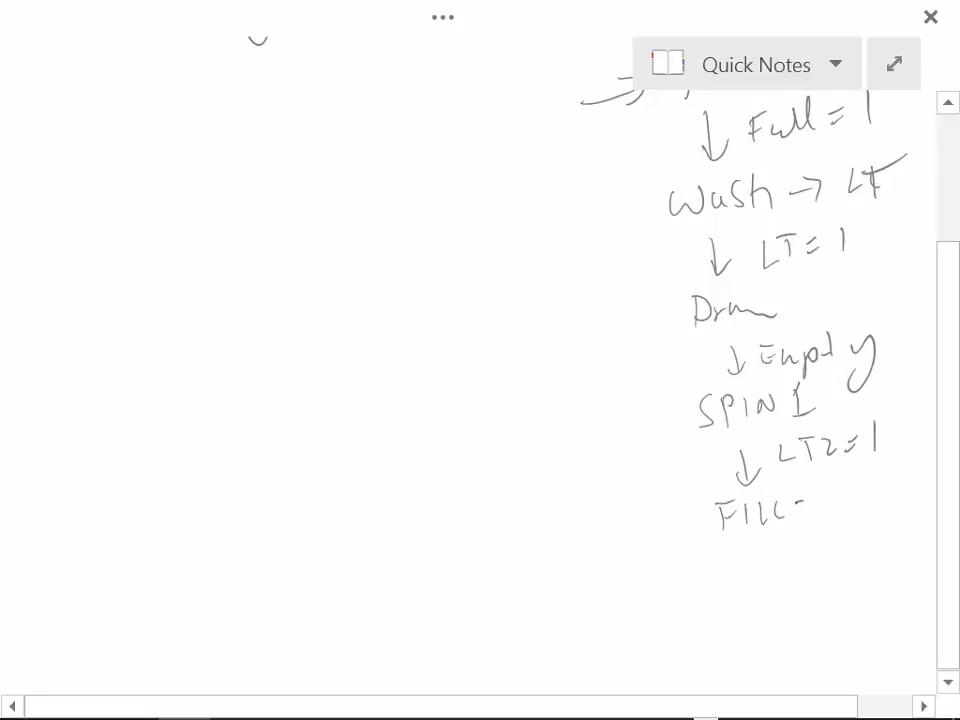 Quick Notes
↓ Full = 1
Wash → LT
↓ LT = 1
Drain
↓ Empty
SPIN 1
↓ LT2 = 1
FILL